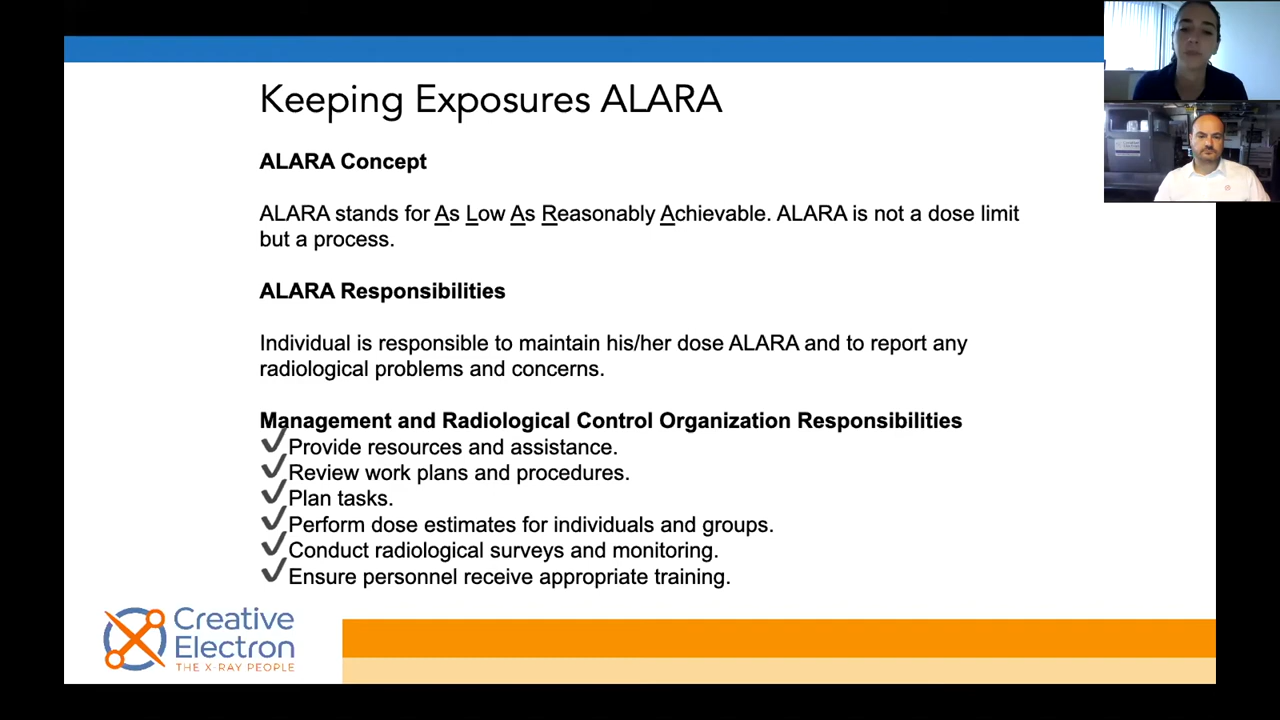 Keeping Exposures ALARA
ALARA Concept
ALARA stands for As Low As Reasonably Achievable. ALARA is not a dose limit
but a process.
ALARA Responsibilities
Individual is responsible to maintain his/her dose ALARA and to report any
radiological problems and concerns.
Management and Radiological Control Organization Responsibilities
Provide resources and assistance.
Review work plans and procedures.
Plan tasks.
Perform dose estimates for individuals and groups.
Conduct radiological surveys and monitoring.
Ensure personnel receive appropriate training.
Creative
Electron
THE X-RAY PEOPLE